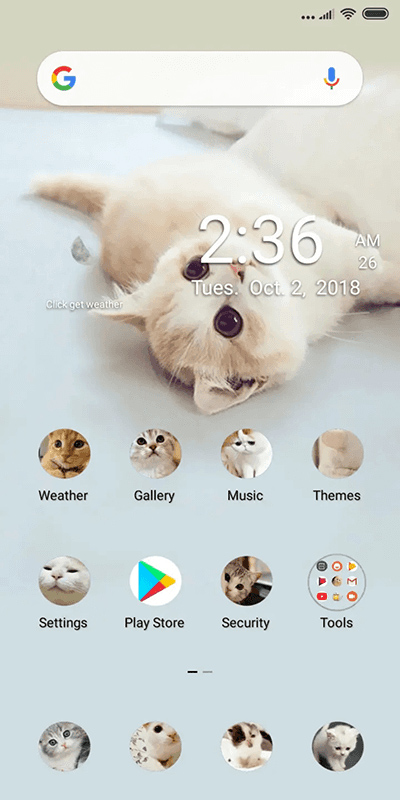 2:36
AM
26
Tues. Oct. 2, 2018
Click get weather
Weather Gallery Music Themes
Settings Play Store Security Tools